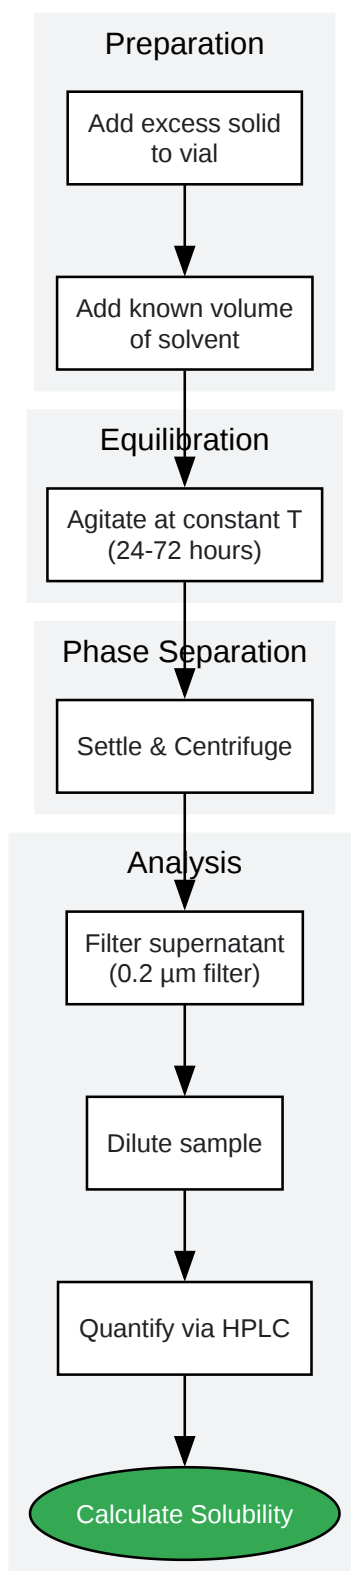 Preparation
Add excess solid
to vial
Add known volume
of solvent
Equilibration
Agitate at constant T
(24-72 hours)
Phase Separation
Settle & Centrifuge
Analysis
Filter supernatant
(0.2 µm filter)
Dilute sample
Quantify via HPLC
Calculate Solubility